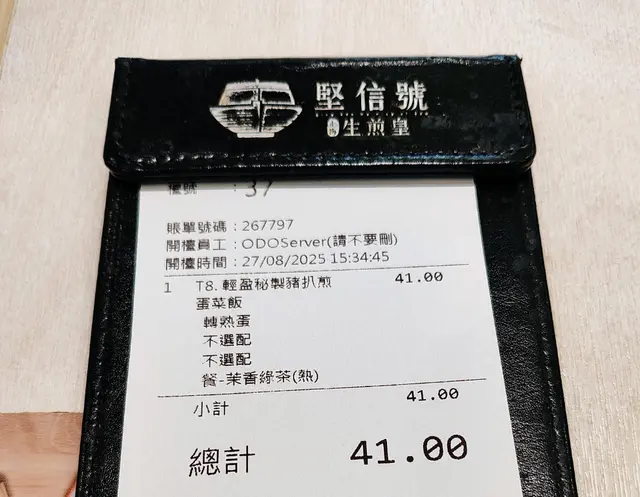 堅信號
生煎皇
檯號 : 37
賬單號碼 : 267797
開檯員工 : ODOServer(請不要刪)
開檯時間 : 27/08/2025 15:34:45
1 T8. 輕盈秘製豬扒煎 41.00
蛋菜飯
轉熟蛋
不選配
不選配
餐-茉香綠茶(熱)
小計 41.00
總計 41.00